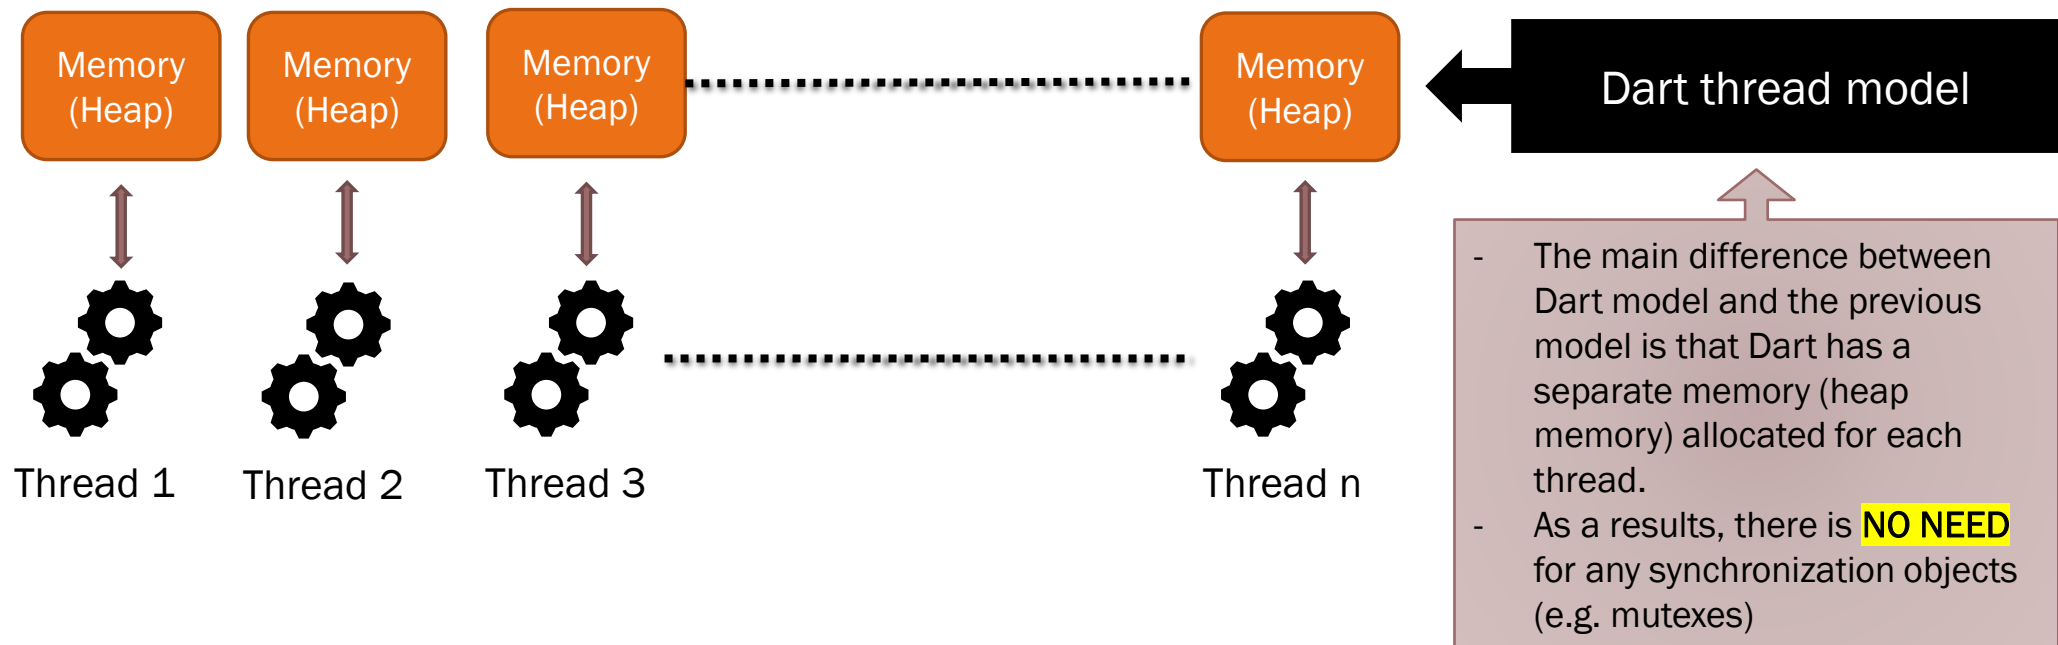 Memory
(Heap)
Memory
(Heap)
Memory
(Heap)
Memory
(Heap)
Dart thread model
Thread 1
Thread 2
Thread 3
Thread n
- The main difference between
Dart model and the previous
model is that Dart has a
separate memory (heap
memory) allocated for each
thread.
- As a results, there is NO NEED
for any synchronization objects
(e.g. mutexes)